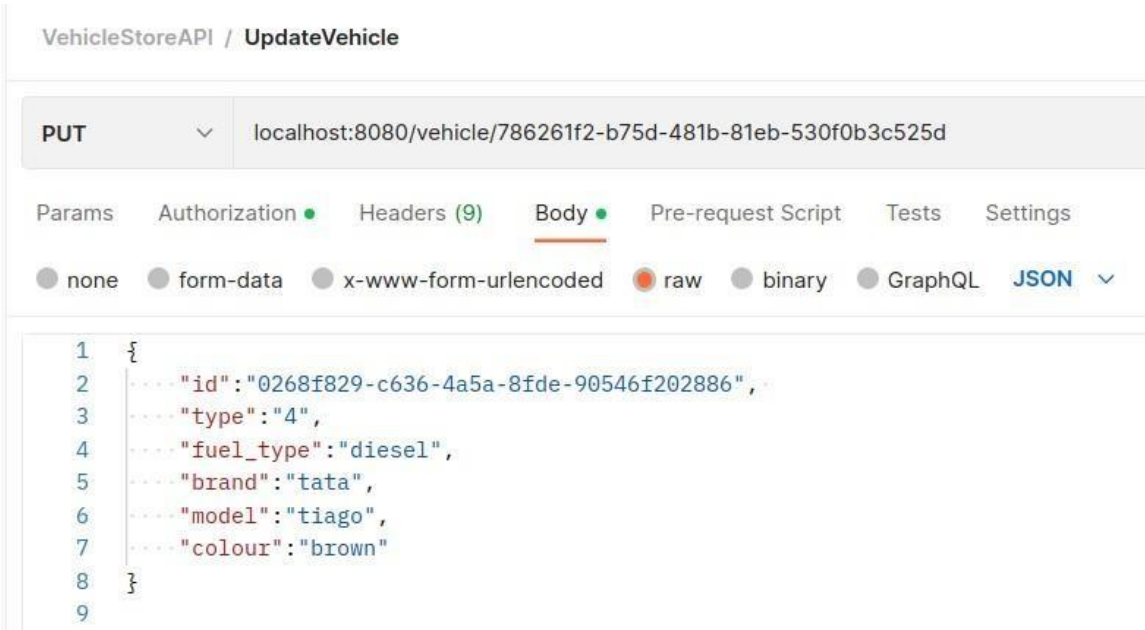 VehicleStoreAPI / UpdateVehicle
PUT localhost:8080/vehicle/786261f2-b75d-481b-81eb-530f0b3c525d
Params Authorization Headers (9) Body Pre-request Script Tests Settings
none form-data x-www-form-urlencoded raw binary GraphQL JSON
1 {
2 "id":"0268f829-c636-4a5a-8fde-90546f202886",
3 "type":"4",
4 "fuel_type":"diesel",
5 "brand":"tata",
6 "model":"tiago",
7 "colour":"brown"
8 }
9